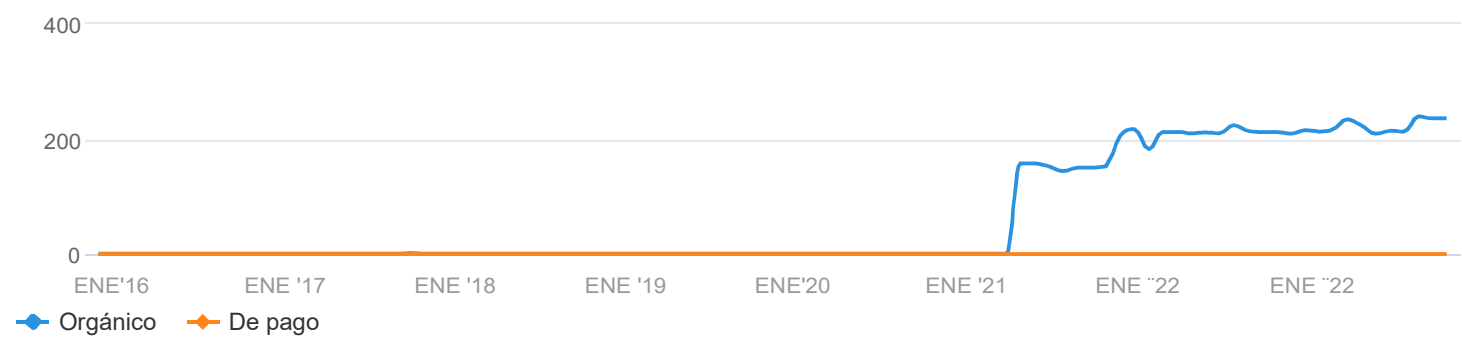 400
200
0
ENE'16 ENE '17 ENE '18 ENE '19 ENE'20 ENE '21 ENE ¨22 ENE ¨22
Orgánico De pago